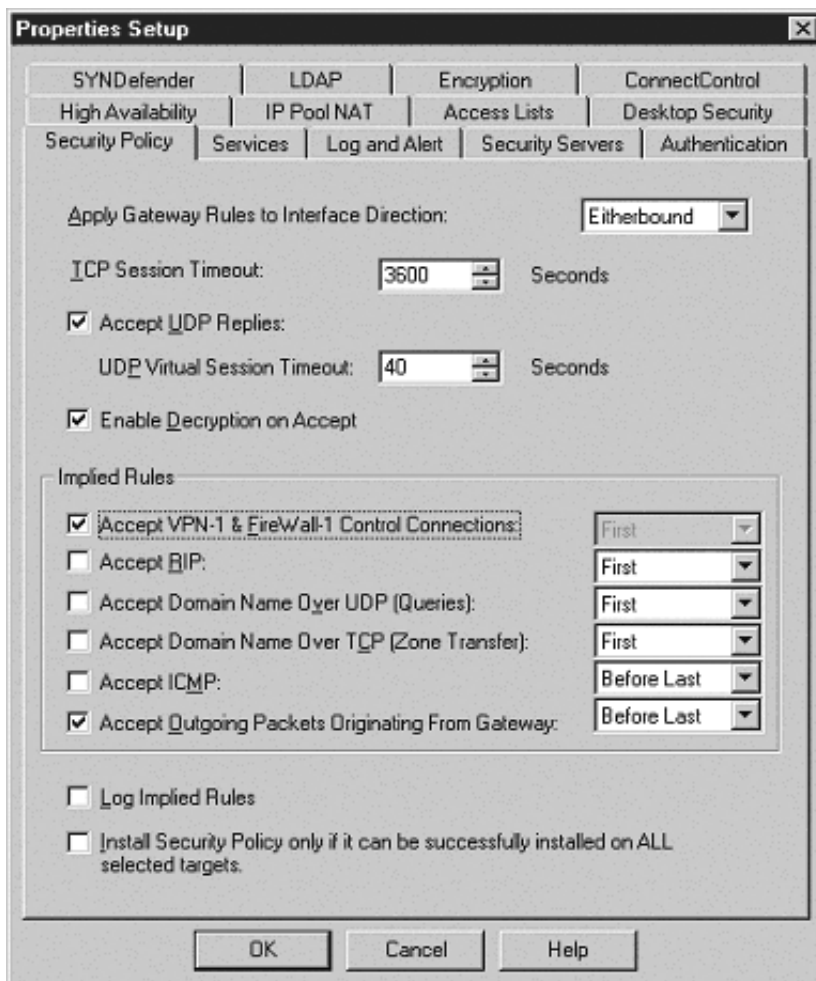 Properties Setup
SYNDefender LDAP Encryption ConnectControl
High Availability IP Pool NAT Access Lists Desktop Security
Security Policy Services Log and Alert Security Servers Authentication
Apply Gateway Rules to Interface Direction: Eitherbound
TCP Session Timeout: 3600 Seconds
Accept UDP Replies:
UDP Virtual Session Timeout: 40 Seconds
Enable Decryption on Accept
Implied Rules
Accept VPN-1 & FireWall-1 Control Connections: First
Accept RIP: First
Accept Domain Name Over UDP (Queries): First
Accept Domain Name Over TCP (Zone Transfer): First
Accept ICMP: Before Last
Accept Outgoing Packets Originating From Gateway: Before Last
Log Implied Rules
Install Security Policy only if it can be successfully installed on ALL
selected targets.
OK Cancel Help